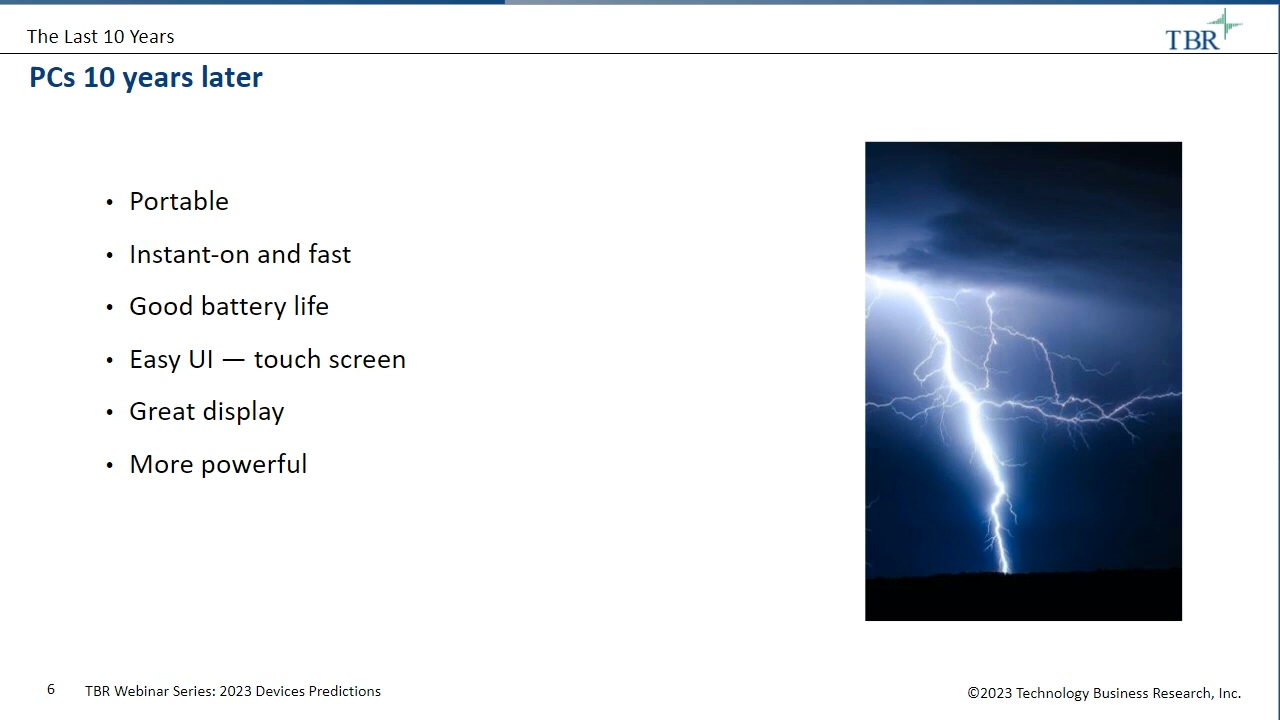 The Last 10 Years
TBR
PCs 10 years later
• Portable
• Instant-on and fast
• Good battery life
• Easy UI — touch screen
• Great display
• More powerful
6 TBR Webinar Series: 2023 Devices Predictions
©2023 Technology Business Research, Inc.